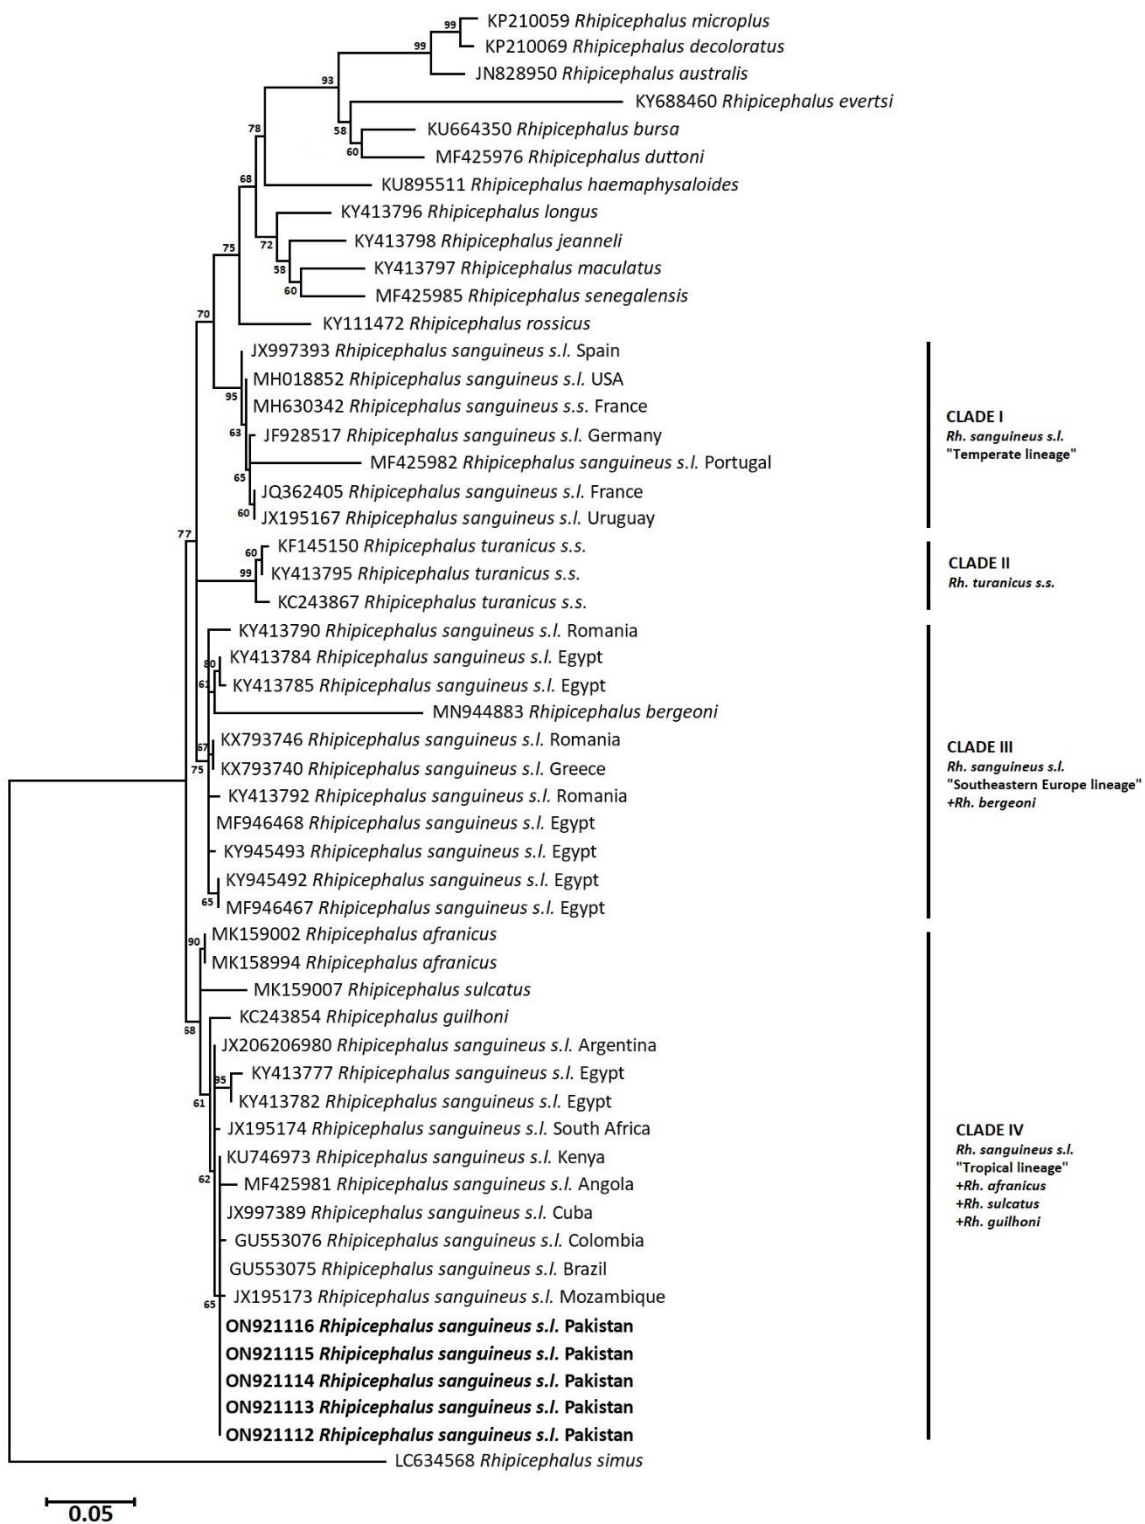 KP210059 Rhipicephalus microplus
KP210069 Rhipicephalus decoloratus
JN828950 Rhipicephalus australis
KY688460 Rhipicephalus evertsi
KU664350 Rhipicephalus bursa
MF425976 Rhipicephalus duttoni
KU895511 Rhipicephalus haemaphysaloides
KY413796 Rhipicephalus longus
KY413798 Rhipicephalus jeanneli
KY413797 Rhipicephalus maculatus
MF425985 Rhipicephalus senegalensis
KY111472 Rhipicephalus rossicus
JX997393 Rhipicephalus sanguineus s.l. Spain
MH018852 Rhipicephalus sanguineus s.l. USA
MH630342 Rhipicephalus sanguineus s.s. France
JF928517 Rhipicephalus sanguineus s.l. Germany
MF425982 Rhipicephalus sanguineus s.l. Portugal
JQ362405 Rhipicephalus sanguineus s.l. France
JX195167 Rhipicephalus sanguineus s.l. Uruguay
KF145150 Rhipicephalus turanicus s.s.
KY413795 Rhipicephalus turanicus s.s.
KC243867 Rhipicephalus turanicus s.s.
KY413790 Rhipicephalus sanguineus s.l. Romania
KY413784 Rhipicephalus sanguineus s.l. Egypt
KY413785 Rhipicephalus sanguineus s.l. Egypt
MN944883 Rhipicephalus bergeoni
KX793746 Rhipicephalus sanguineus s.l. Romania
KX793740 Rhipicephalus sanguineus s.l. Greece
KY413792 Rhipicephalus sanguineus s.l. Romania
MF946468 Rhipicephalus sanguineus s.l. Egypt
KY945493 Rhipicephalus sanguineus s.l. Egypt
KY945492 Rhipicephalus sanguineus s.l. Egypt
MF946467 Rhipicephalus sanguineus s.l. Egypt
MK159002 Rhipicephalus afranicus
MK158994 Rhipicephalus afranicus
MK159007 Rhipicephalus sulcatus
KC243854 Rhipicephalus guilhoni
JX206206980 Rhipicephalus sanguineus s.l. Argentina
KY413777 Rhipicephalus sanguineus s.l. Egypt
KY413782 Rhipicephalus sanguineus s.l. Egypt
JX195174 Rhipicephalus sanguineus s.l. South Africa
KU746973 Rhipicephalus sanguineus s.l. Kenya
MF425981 Rhipicephalus sanguineus s.l. Angola
JX997389 Rhipicephalus sanguineus s.l. Cuba
GU553076 Rhipicephalus sanguineus s.l. Colombia
GU553075 Rhipicephalus sanguineus s.l. Brazil
JX195173 Rhipicephalus sanguineus s.l. Mozambique
ON921116 Rhipicephalus sanguineus s.l. Pakistan
ON921115 Rhipicephalus sanguineus s.l. Pakistan
ON921114 Rhipicephalus sanguineus s.l. Pakistan
ON921113 Rhipicephalus sanguineus s.l. Pakistan
ON921112 Rhipicephalus sanguineus s.l. Pakistan
LC634568 Rhipicephalus simus
99
99
93
58
60
78
68
72
58
60
75
70
95
63
65
60
77
60
99
80
61
67
75
65
90
68
95
61
62
65
CLADE I
Rh. sanguineus s.l.
"Temperate lineage"
CLADE II
Rh. turanicus s.s.
CLADE III
Rh. sanguineus s.l.
"Southeastern Europe lineage"
+Rh. bergeoni
CLADE IV
Rh. sanguineus s.l.
"Tropical lineage"
+Rh. afranicus
+Rh. sulcatus
+Rh. guilhoni
0.05